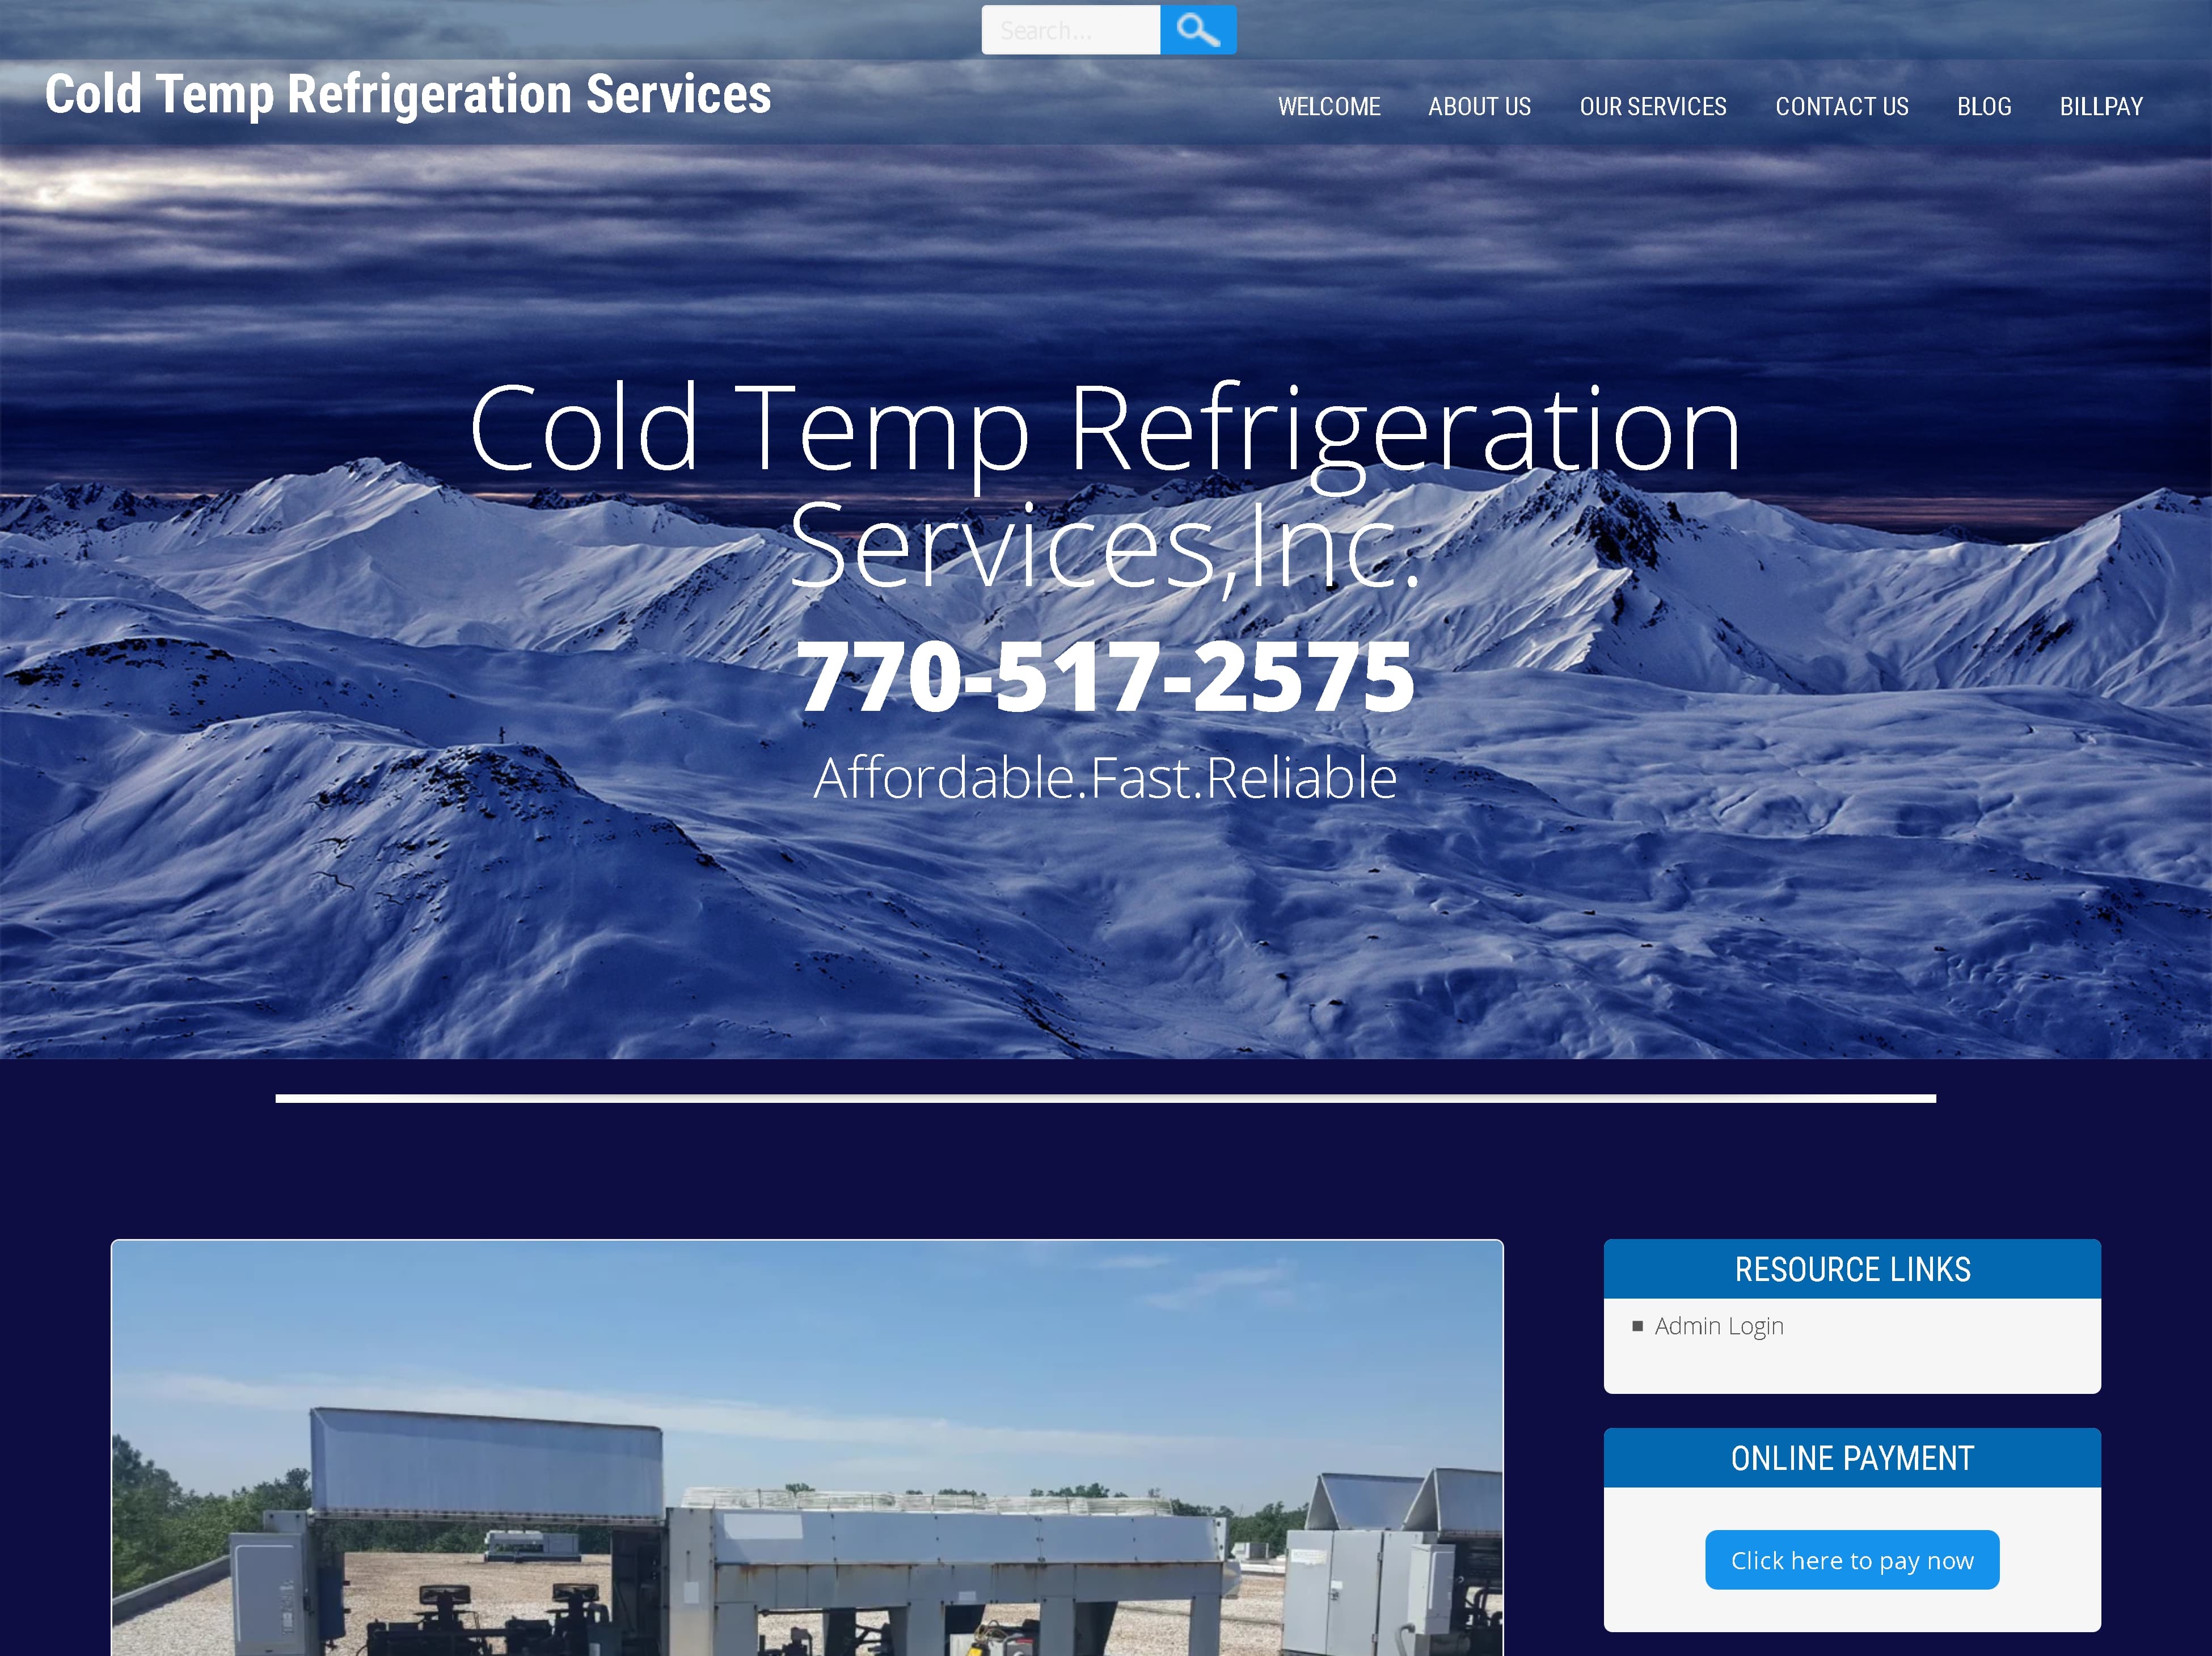 Search...
Cold Temp Refrigeration Services
WELCOME
ABOUT US
OUR SERVICES
CONTACT US
BLOG
BILLPAY
Cold Temp Refrigeration
Services,Inc.
770-517-2575
Affordable.Fast.Reliable
RESOURCE LINKS
Admin Login
ONLINE PAYMENT
Click here to pay now